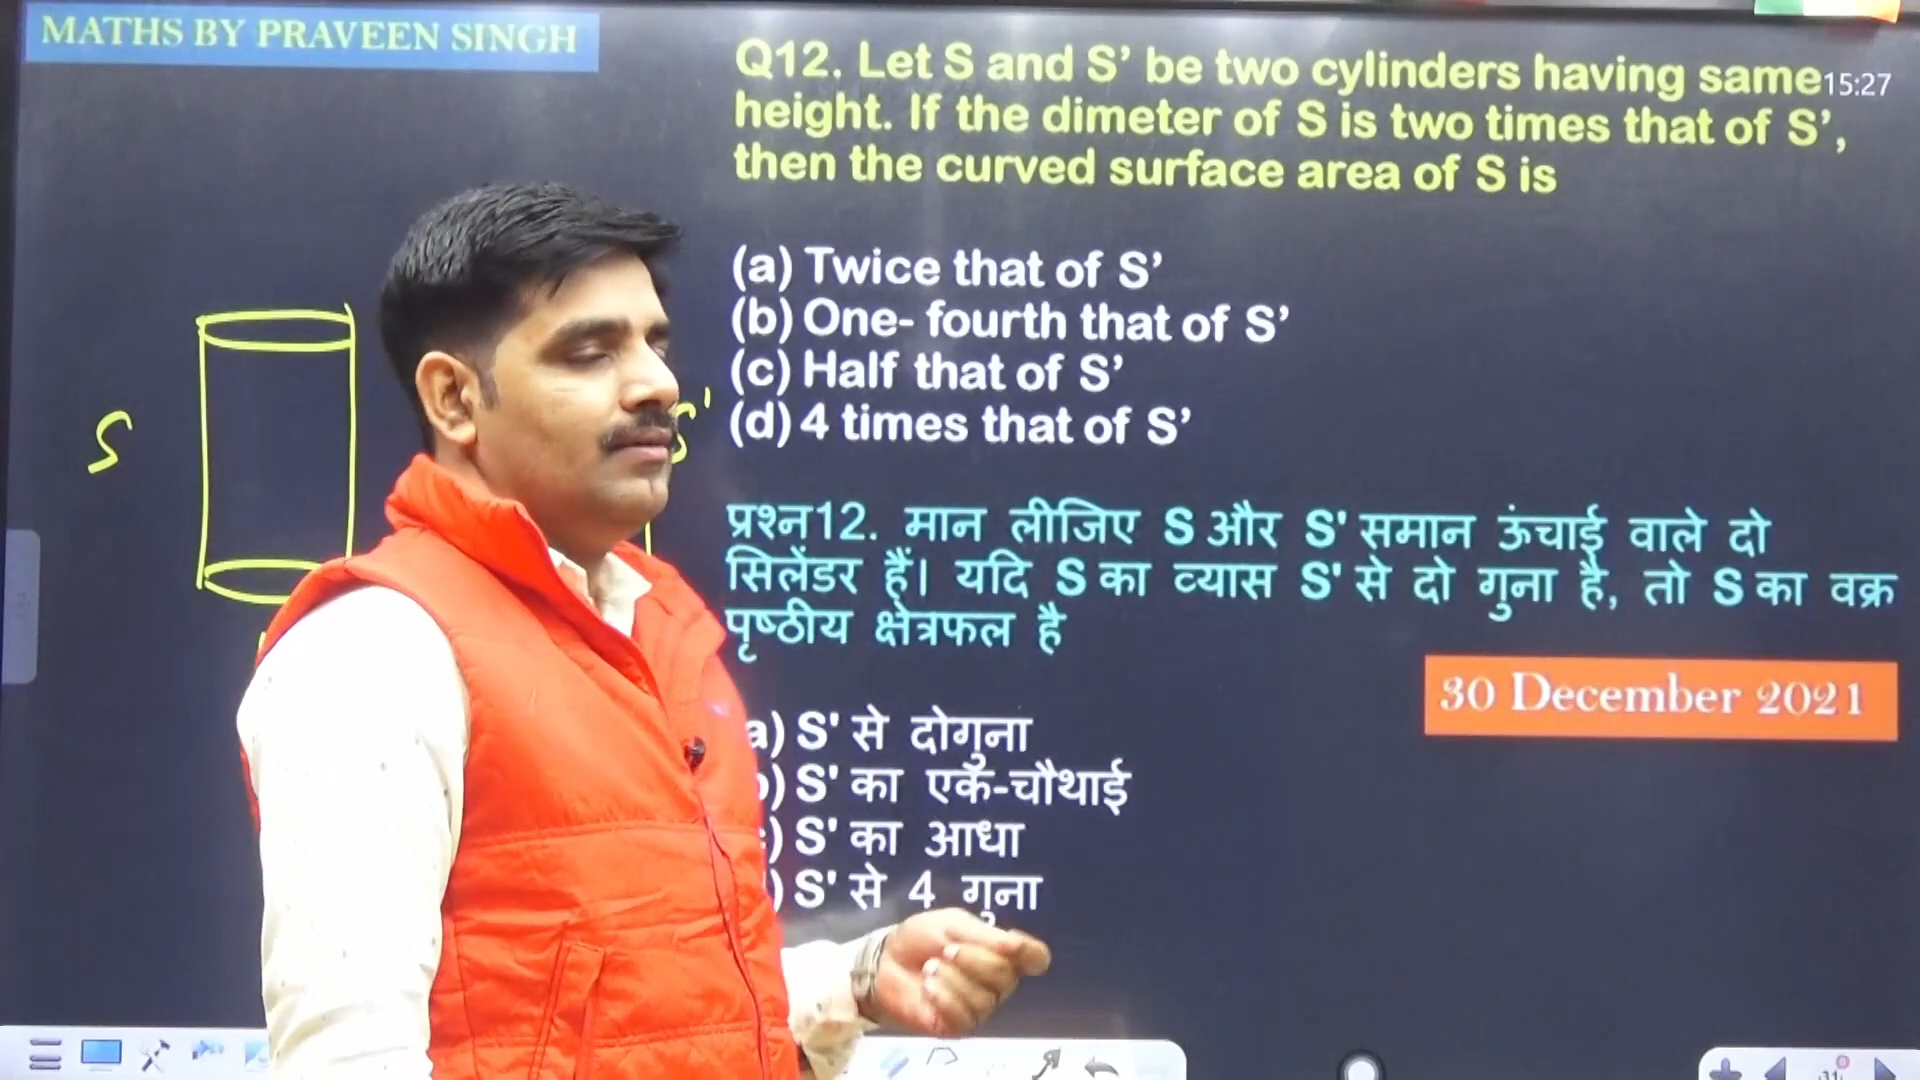 MATHS BY PRAVEEN SINGH
Q12. Let S and S’ be two cylinders having same
15:27
height. If the dimeter of S is two times that of S’,
then the curved surface area of S is
(a) Twice that of S’
(b) One- fourth that of S’
(c) Half that of S’
(d) 4 times that of S’
S
S'
प्रश्न12. मान लीजिए S और S' समान ऊंचाई वाले दो
सिलेंडर हैं। यदि S का व्यास S' से दो गुना है, तो S का वक्र
पृष्ठीय क्षेत्रफल है
30 December 2021
a) S' से दोगुना
) S' का एक-चौथाई
) S' का आधा
) S' से 4 गुना